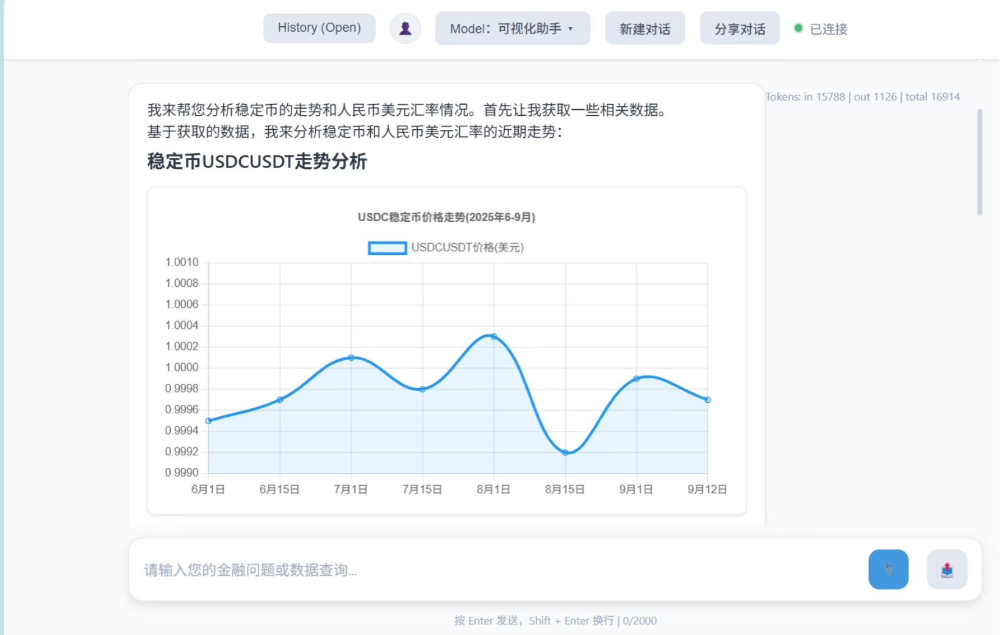 History (Open)
Model：可视化助手 ▾
新建对话
分享对话
已连接
Tokens: in 15788 | out 1126 | total 16914
我来帮您分析稳定币的走势和人民币美元汇率情况。首先让我获取一些相关数据。
基于获取的数据，我来分析稳定币和人民币美元汇率的近期走势：
稳定币USDCUSDT走势分析
USDC稳定币价格走势(2025年6-9月)
USDCUSDT价格(美元)
1.0010
1.0008
1.0006
1.0004
1.0002
1.0000
0.9998
0.9996
0.9994
0.9992
0.9990
6月1日
6月15日
7月1日
7月15日
8月1日
8月15日
9月1日
9月12日
请输入您的金融问题或数据查询...
按 Enter 发送，Shift + Enter 换行 | 0/2000